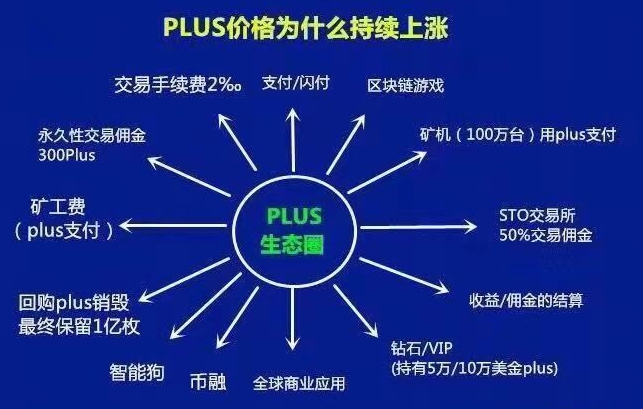 PLUS价格为什么持续上涨
交易手续费2‰
支付/闪付
区块链游戏
永久性交易佣金
300Plus
矿机（100万台）用plus支付
矿工费
（plus支付）
PLUS
生态圈
STO交易所
50%交易佣金
回购plus销毁
最终保留1亿枚
收益/佣金的结算
智能狗
币融
全球商业应用
钻石/VIP
(持有5万/10万美金plus)